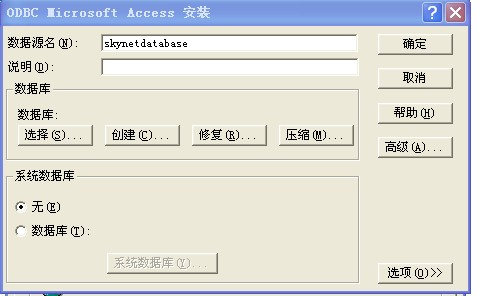 ODBC Microsoft Access 安装
数据源名(N): skynetdatabase 确定
说明(D): 取消
数据库
数据库: 帮助(H)
选择(S)... 创建(C)... 修复(R)... 压缩(M)... 高级(A)...
系统数据库
无(E)
数据库(T):
系统数据库(Y)... 选项(O)>>